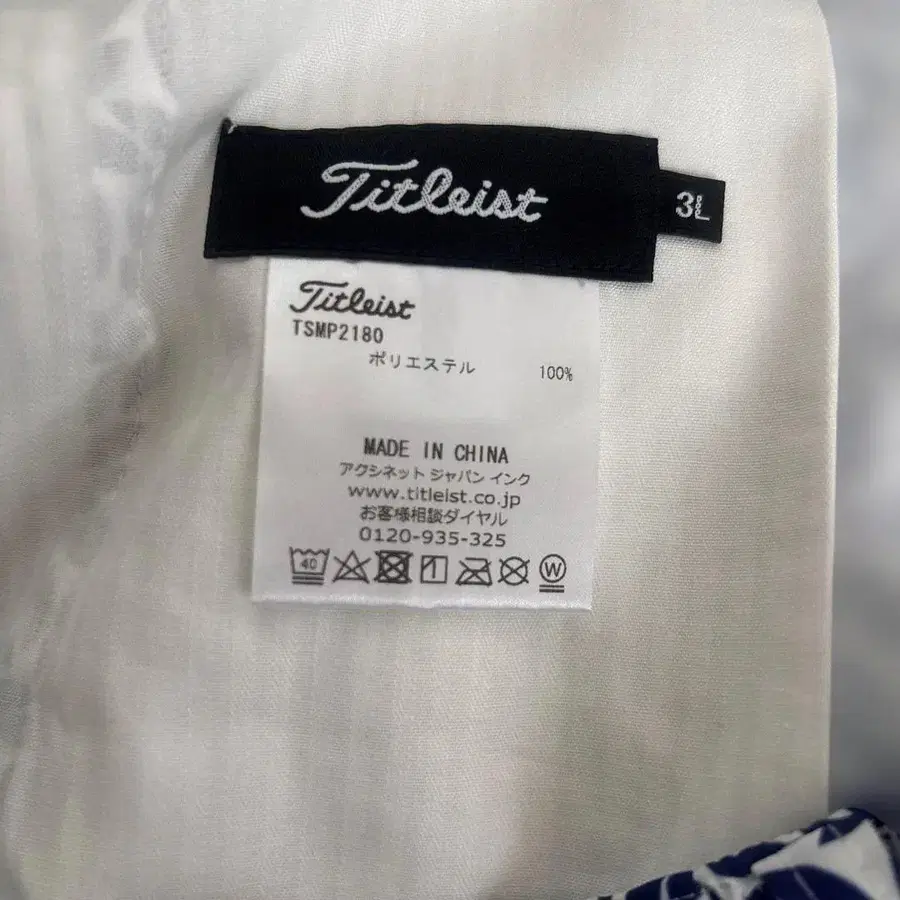 Titleist
3L
Titleist
TSMP2180
ポリエステル 100%
MADE IN CHINA
アクシネット ジャパン インク
www.titleist.co.jp
お客様相談ダイヤル
0120-935-325
40
W